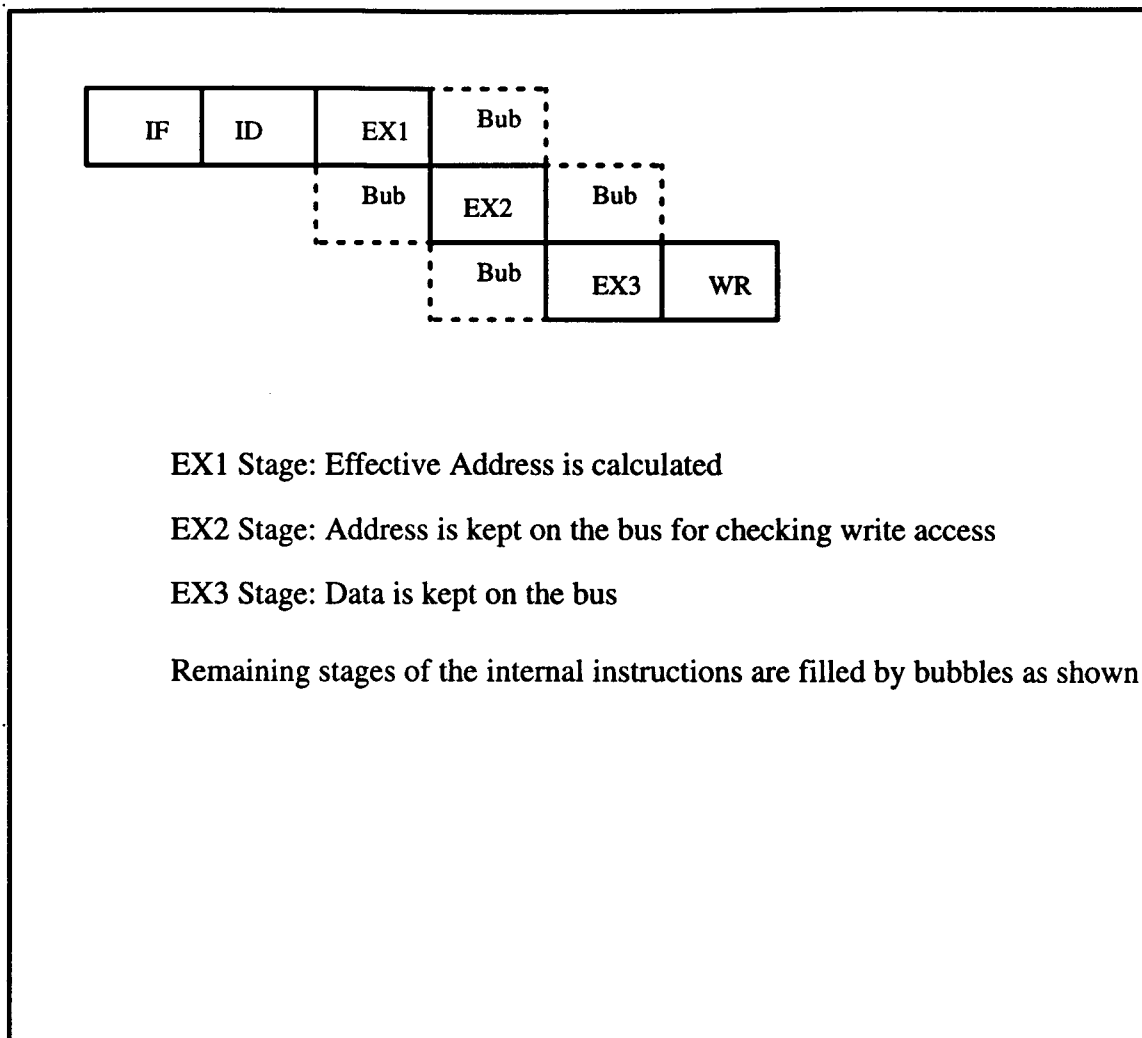 IF ID EX1 Bub
Bub EX2 Bub
Bub EX3 WR
EX1 Stage: Effective Address is calculated
EX2 Stage: Address is kept on the bus for checking write access
EX3 Stage: Data is kept on the bus
Remaining stages of the internal instructions are filled by bubbles as shown